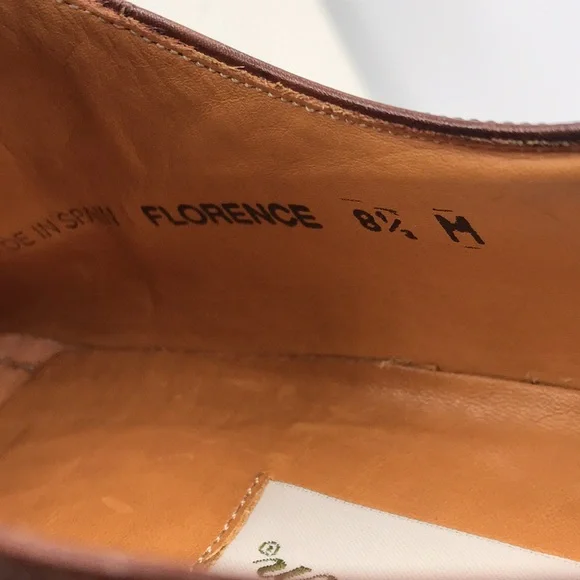 DE IN SPAIN FLORENCE 8½ M
®